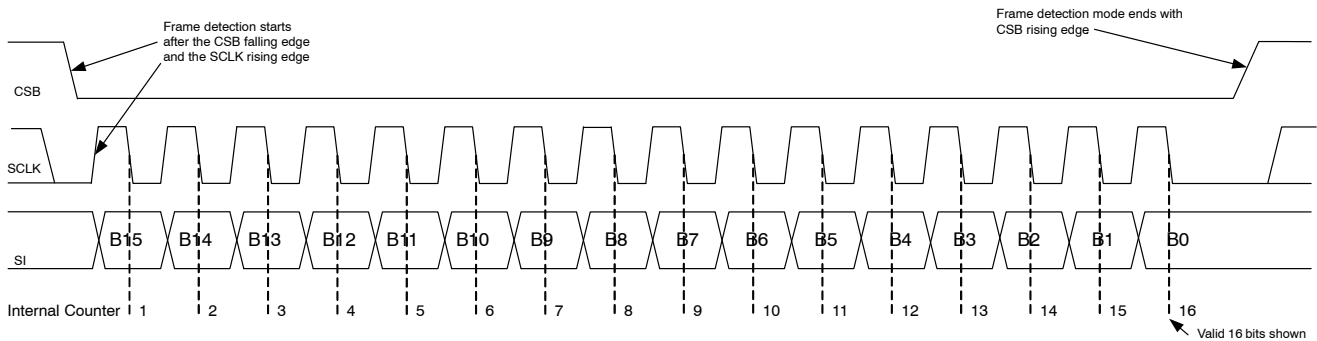 Frame detection starts
after the CSB falling edge
and the SCLK rising edge
Frame detection mode ends with
CSB rising edge
CSB
SCLK
SI
B15 B14 B13 B12 B11 B10 B9 B8 B7 B6 B5 B4 B3 B2 B1 B0
Internal Counter 1 2 3 4 5 6 7 8 9 10 11 12 13 14 15 16
Valid 16 bits shown